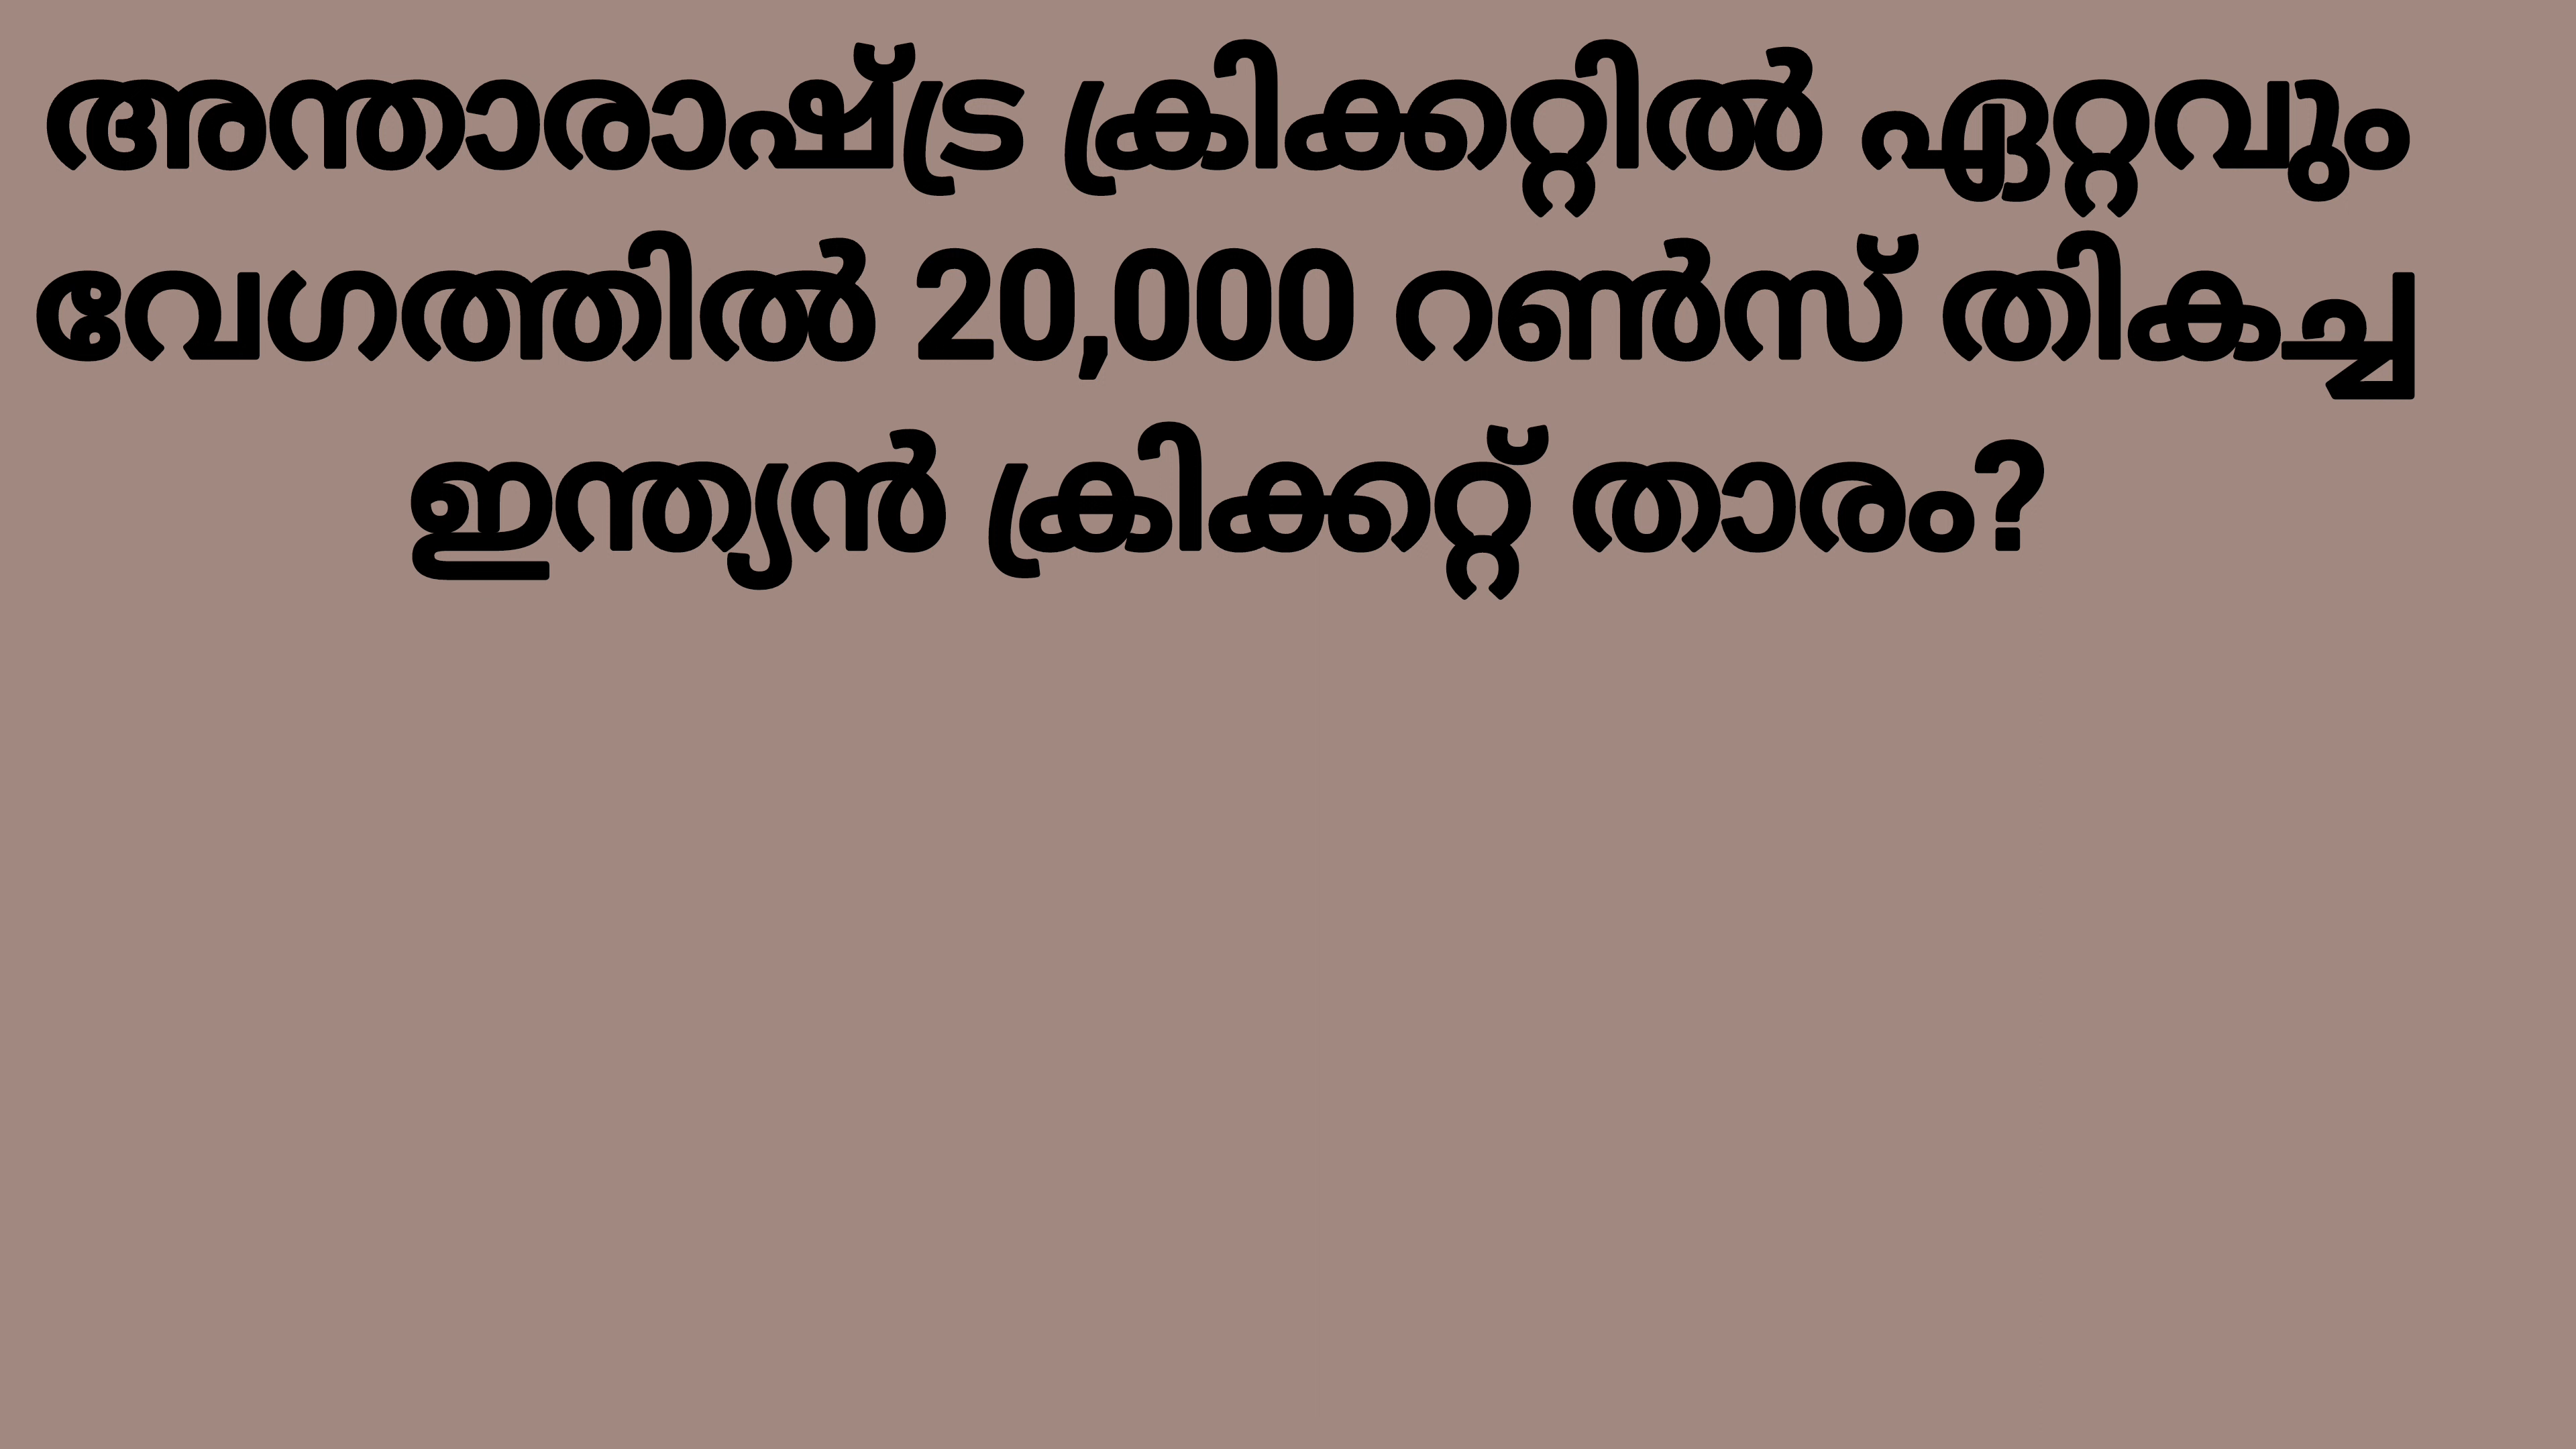 അന്താരാഷ്ട്ര ക്രിക്കറ്റിൽ ഏറ്റവും
വേഗത്തിൽ 20,000 റൺസ് തികച്ച
ഇന്ത്യൻ ക്രിക്കറ്റ് താരം?